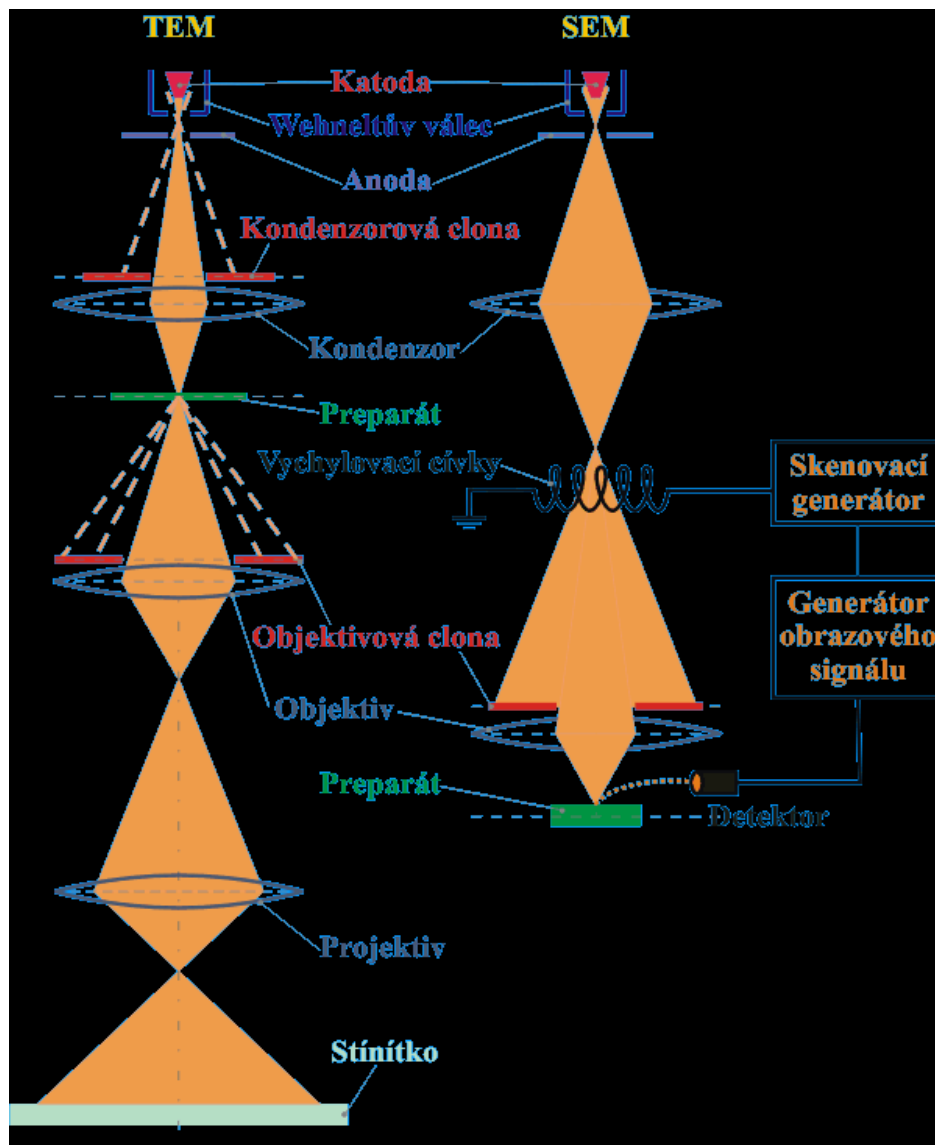 TEM
SEM
Katoda
Wehneltův válec
Anoda
Kondenzorová clona
Kondenzor
Preparát
Vychylovací cívky
Skenovací
generátor
Generátor
obrazového
signálu
Objektivová clona
Objektiv
Preparát
Detektor
Projektiv
Stínítko